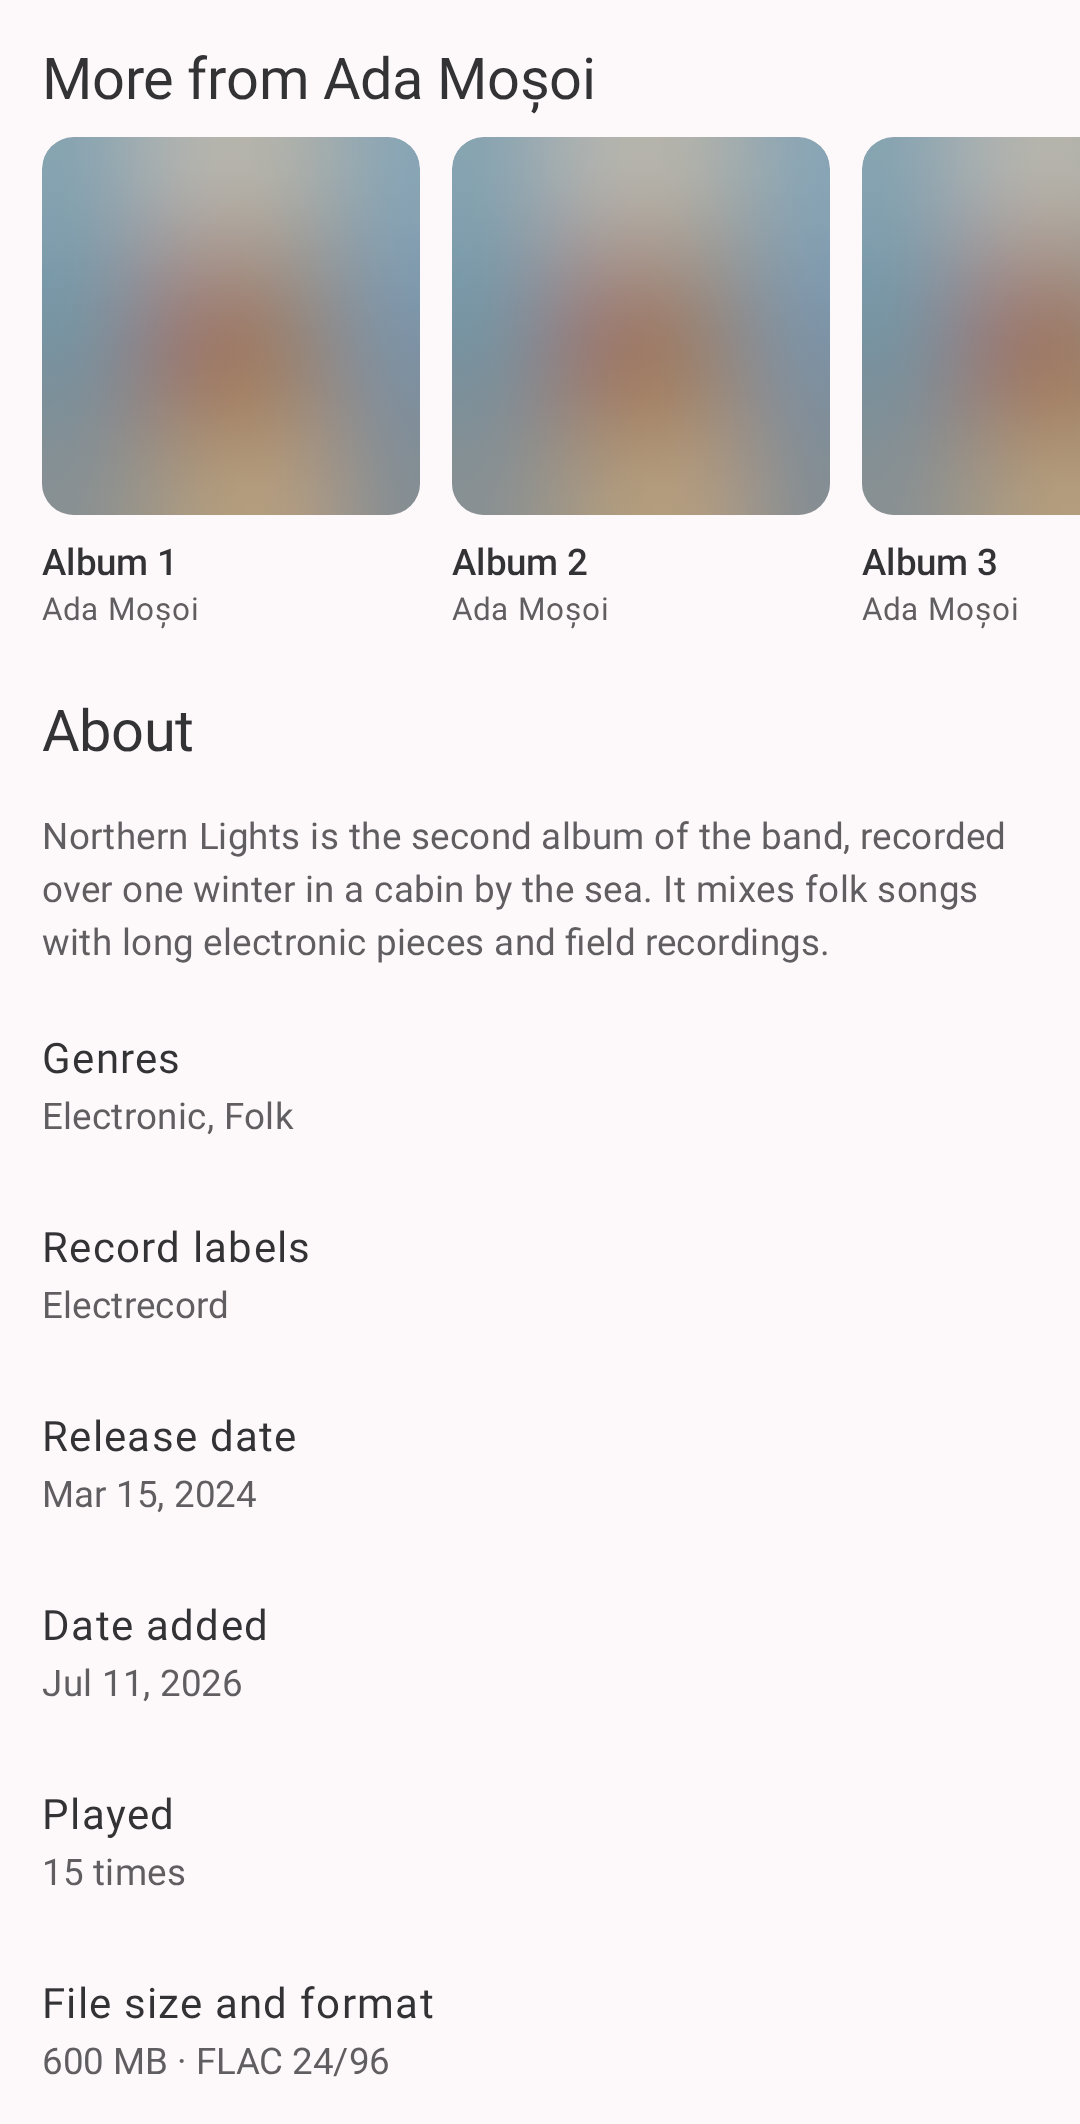 More from Ada Moșoi
Album 1
Ada Moșoi
Album 2
Ada Moșoi
Album 3
Ada Moșoi
About
Northern Lights is the second album of the band, recorded
over one winter in a cabin by the sea. It mixes folk songs
with long electronic pieces and field recordings.
Genres
Electronic, Folk
Record labels
Electrecord
Release date
Mar 15, 2024
Date added
Jul 11, 2026
Played
15 times
File size and format
600 MB · FLAC 24/96